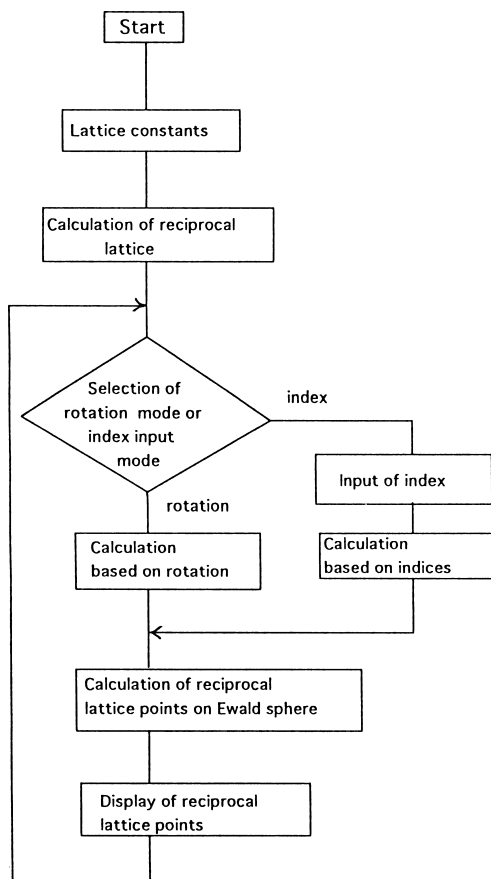 Start
Lattice constants
Calculation of reciprocal
lattice
Selection of
rotation mode or
index input
mode
index
Input of index
rotation
Calculation
based on rotation
Calculation
based on indices
Calculation of reciprocal
lattice points on Ewald sphere
Display of reciprocal
lattice points